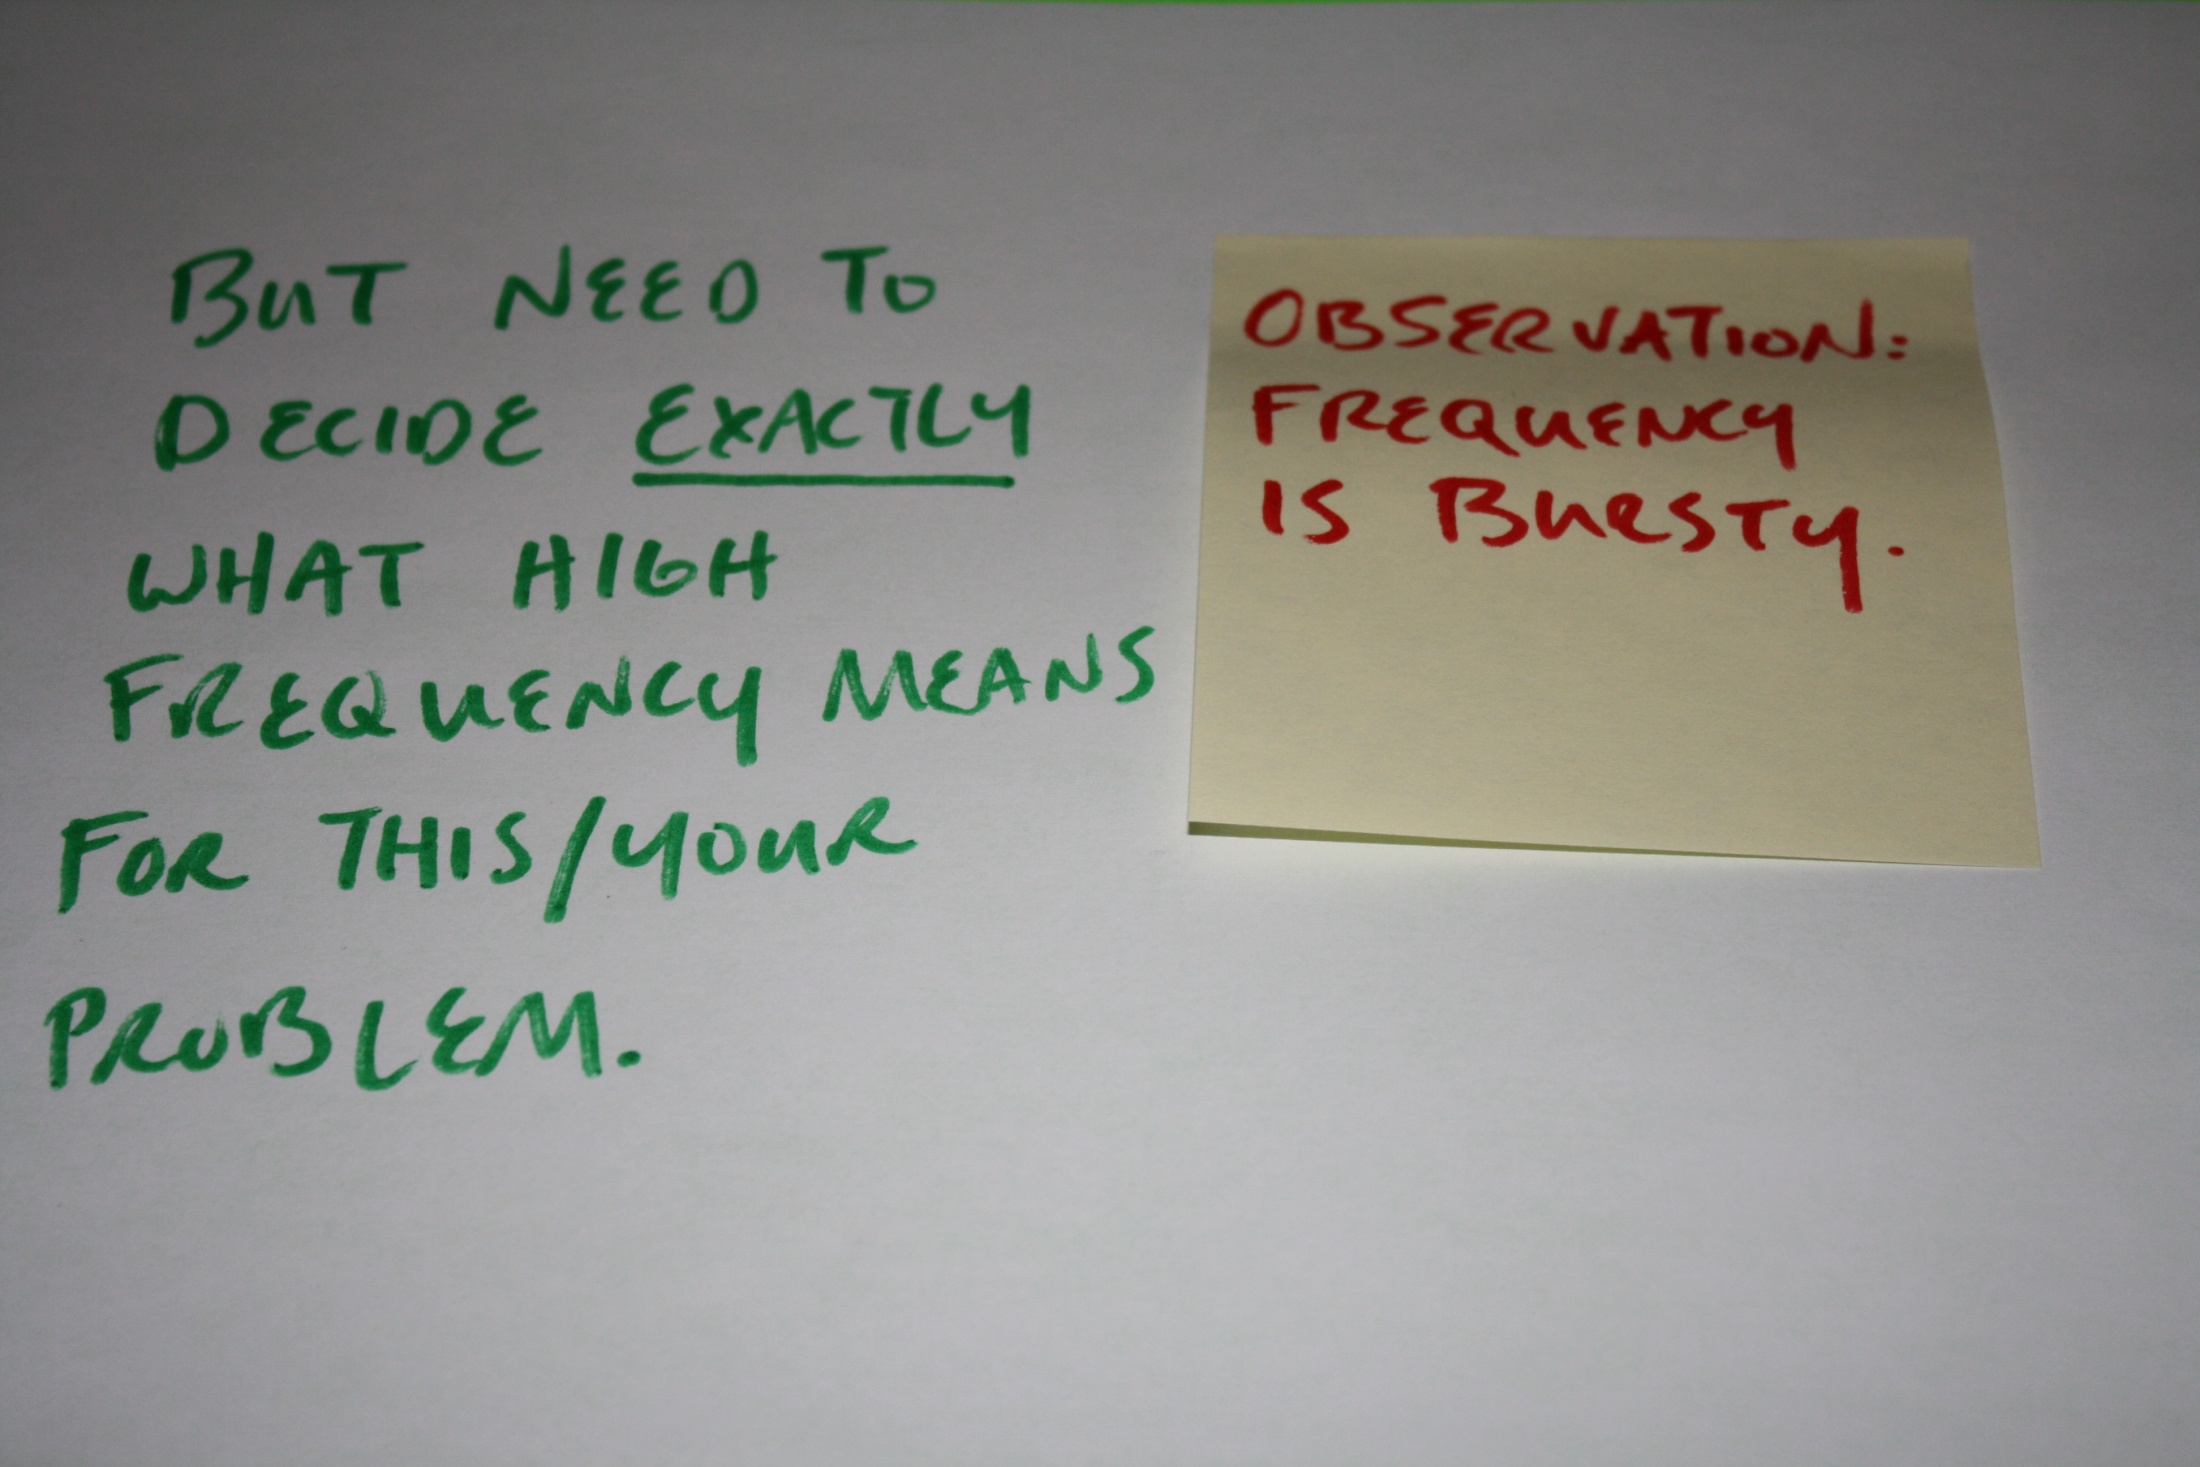 BUT NEED TO
DECIDE EXACTLY
WHAT HIGH
FREQUENCY MEANS
FOR THIS/YOUR
PROBLEM.
OBSERVATION:
FREQUENCY
IS BURSTY.